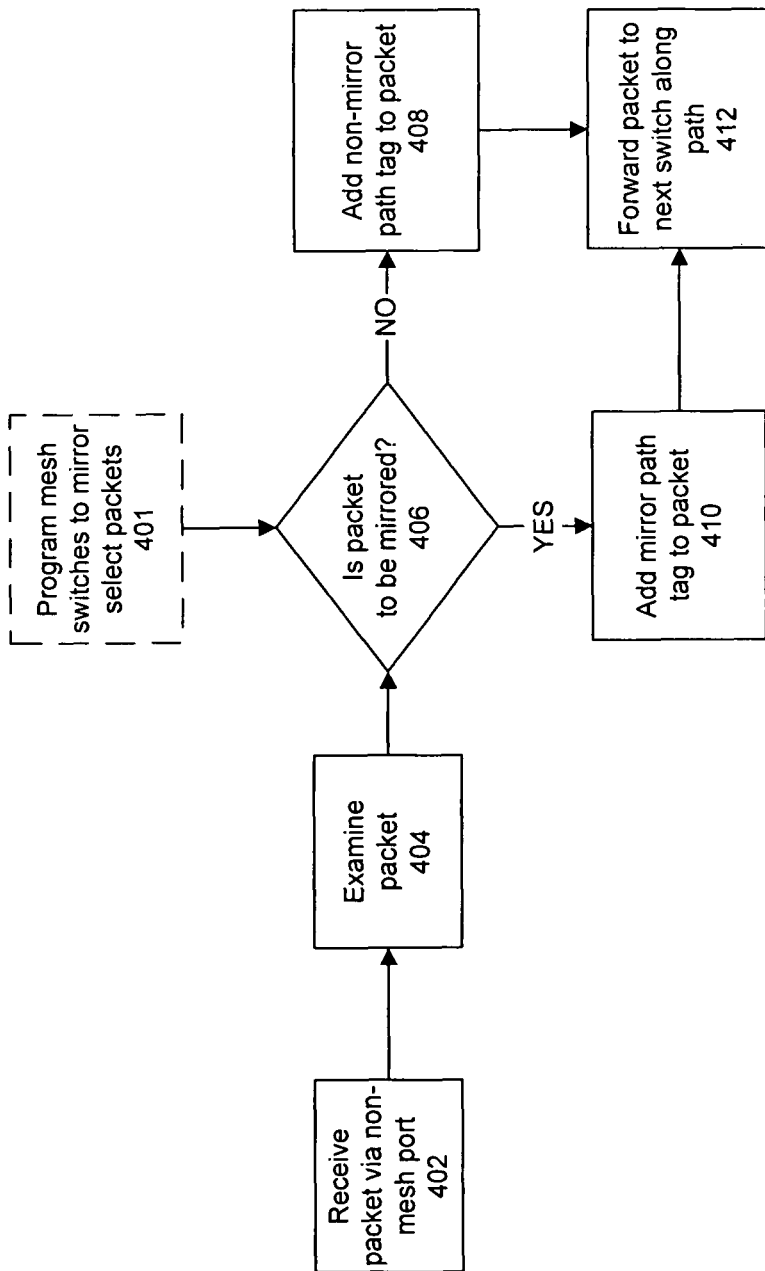 Program mesh
switches to mirror
select packets
401
Receive
packet via non-
mesh port
402
Examine
packet
404
Is packet
to be mirrored?
406
NO
Add non-mirror
path tag to packet
408
YES
Add mirror path
tag to packet
410
Forward packet to
next switch along
path
412